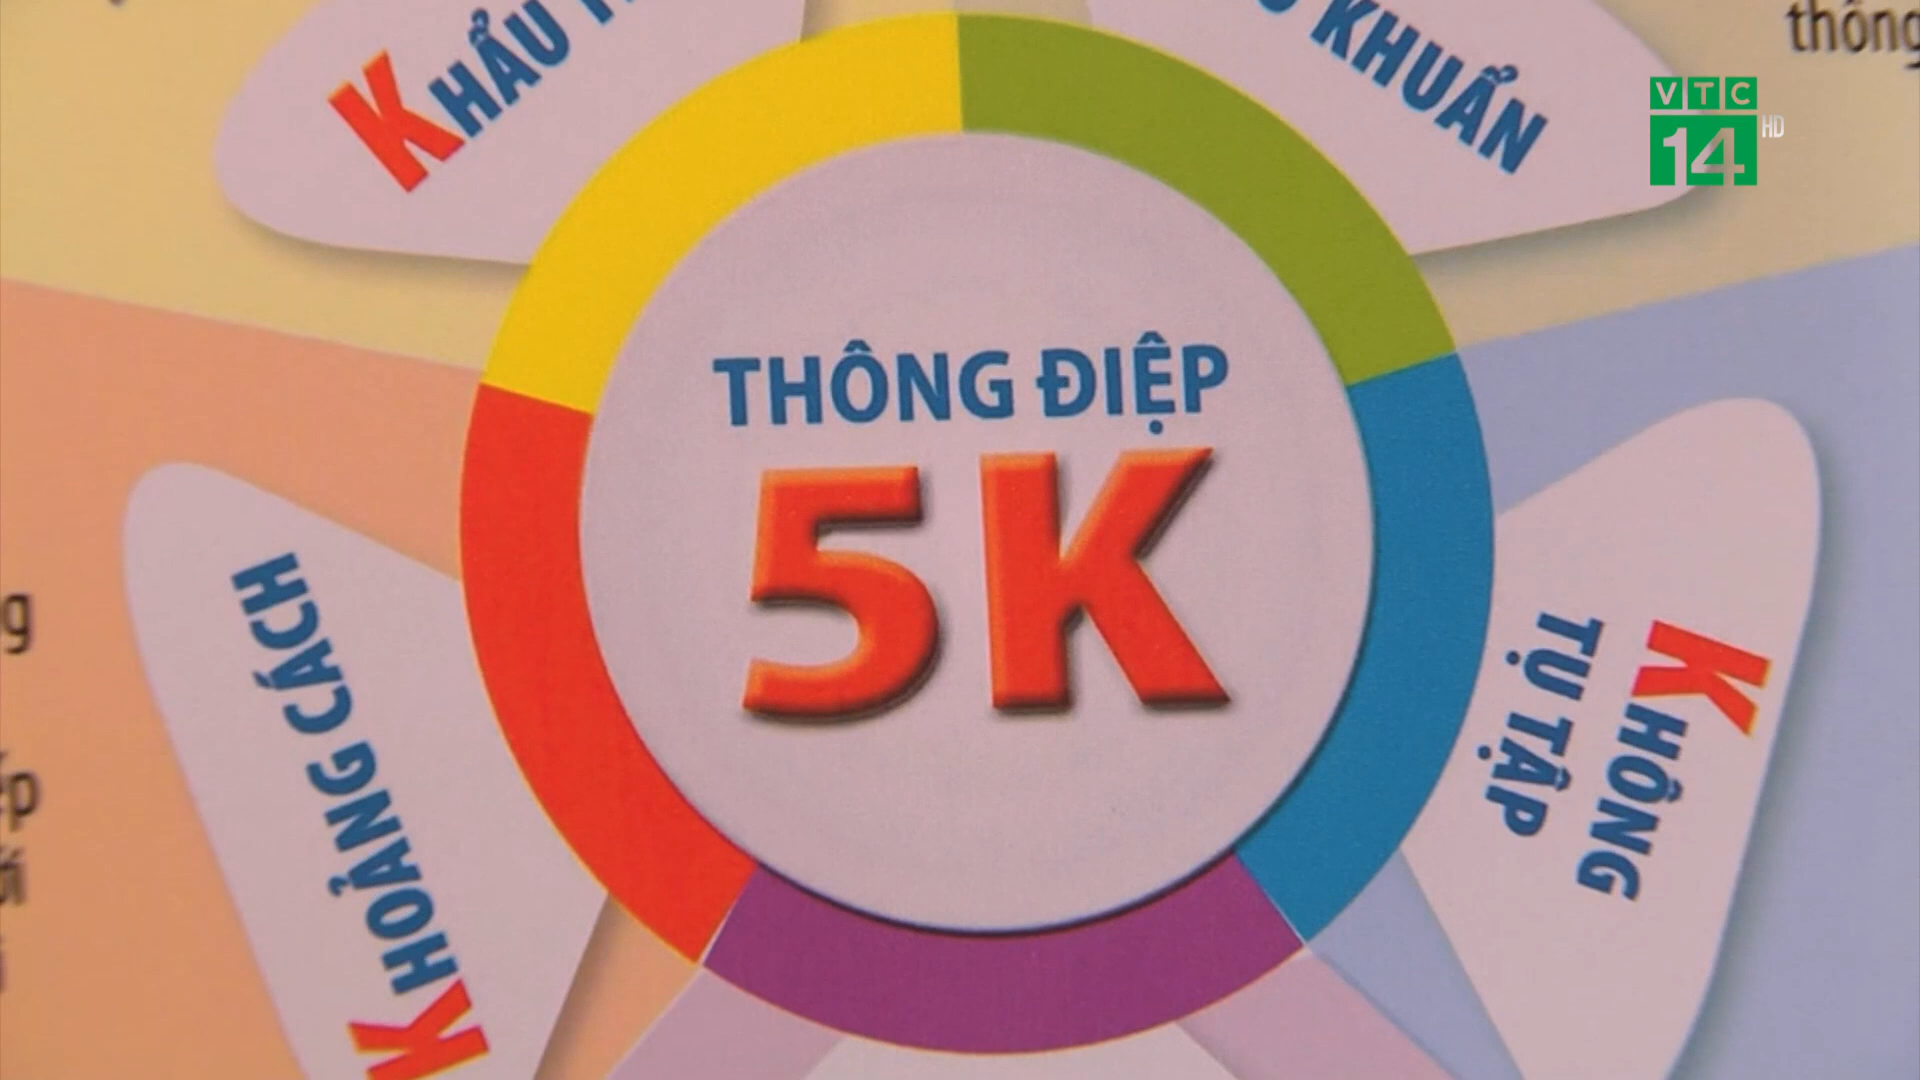 KHẨU
KHUẨN
thông
VTC
14 HD
THÔNG ĐIỆP
5K
KHOẢNG CÁCH
KHÔNG
TỤ TẬP